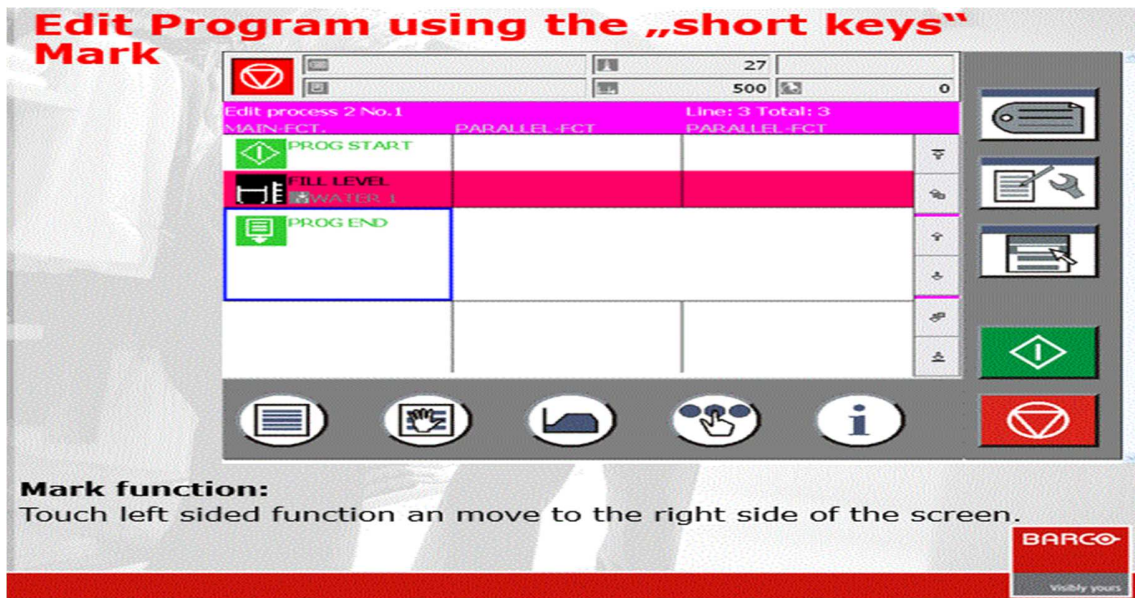 Edit Program using the „short keys“
Mark
27
500
0
Edit process 2 No.1
Line: 3 Total: 3
MAIN-FCT.
PARALLEL-FCT
PARALLEL-FCT
PROG START
FILL LEVEL
WATER 1
PROG END
i
Mark function:
Touch left sided function an move to the right side of the screen.
BARCO
Visibly yours